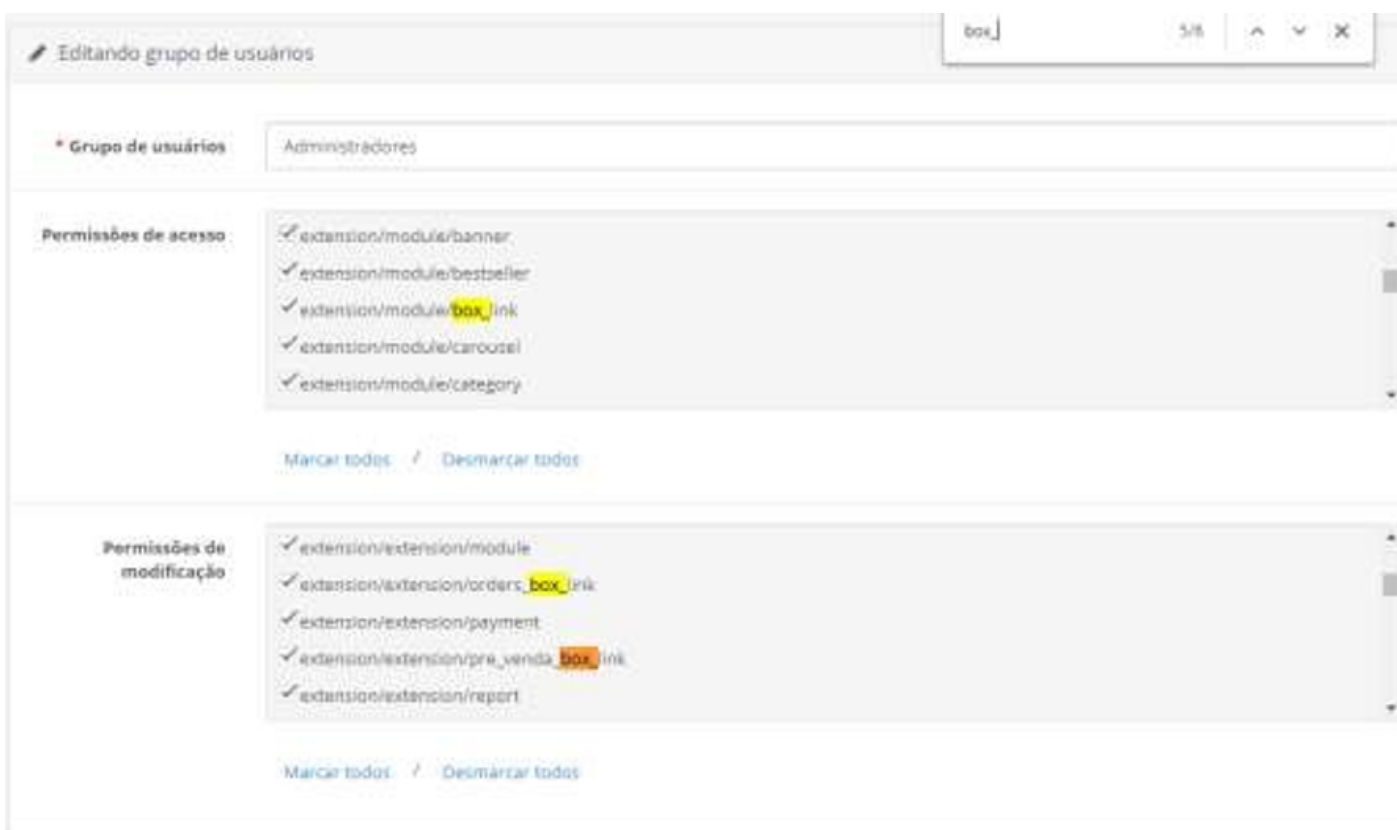 box_ 5/6
Editando grupo de usuários
* Grupo de usuários
Administradores
Permissões de acesso
extension/module/banner
extension/module/bestseller
extension/module/box_link
extension/module/carousel
extension/module/category
Marcar todos / Desmarcar todos
Permissões de
modificação
extension/extension/module
extension/extension/orders_box_link
extension/extension/payment
extension/extension/pre_venda_box_link
extension/extension/report
Marcar todos / Desmarcar todos